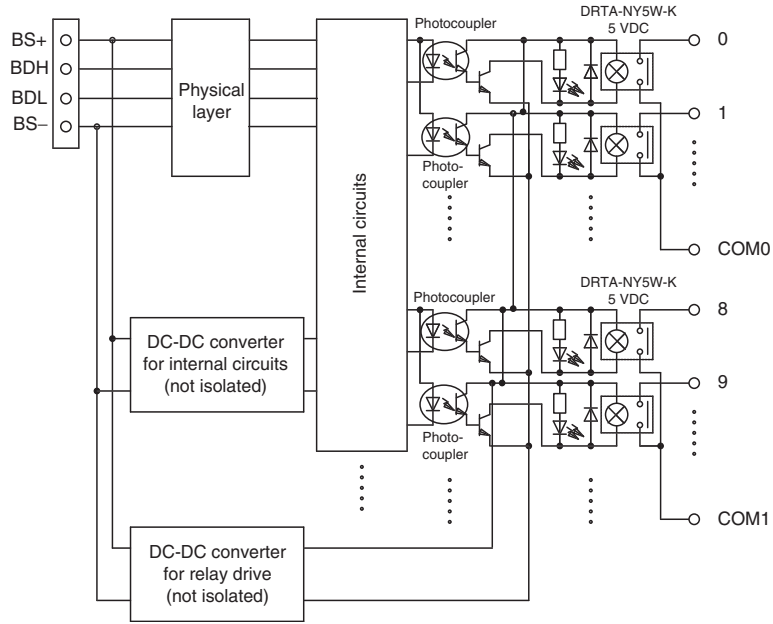 Photocoupler
DRTA-NY5W-K
5 VDC
BS+
BDH
BDL
BS−
Physical
layer
Internal circuits
0
1
Photo-
coupler
COM0
Photocoupler
DRTA-NY5W-K
5 VDC
8
DC-DC converter
for internal circuits
(not isolated)
9
Photo-
coupler
COM1
DC-DC converter
for relay drive
(not isolated)